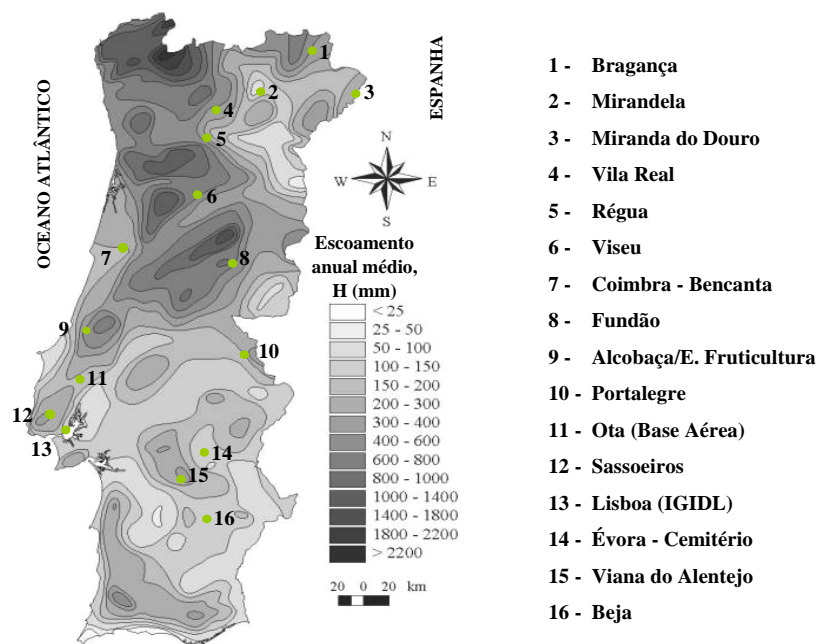 OCEANO ATLÂNTICO
ESPANHA
N
W E
S
1
2
3
4
5
6
7
8
9
10
11
12
13
14
15
16
Escoamento
anual médio,
H (mm)
< 25
25 - 50
50 - 100
100 - 150
150 - 200
200 - 300
300 - 400
400 - 600
600 - 800
800 - 1000
1000 - 1400
1400 - 1800
1800 - 2200
> 2200
20 0 20 km
1 - Bragança
2 - Mirandela
3 - Miranda do Douro
4 - Vila Real
5 - Régua
6 - Viseu
7 - Coimbra - Bencanta
8 - Fundão
9 - Alcobaça/E. Fruticultura
10 - Portalegre
11 - Ota (Base Aérea)
12 - Sassoeiros
13 - Lisboa (IGIDL)
14 - Évora - Cemitério
15 - Viana do Alentejo
16 - Beja